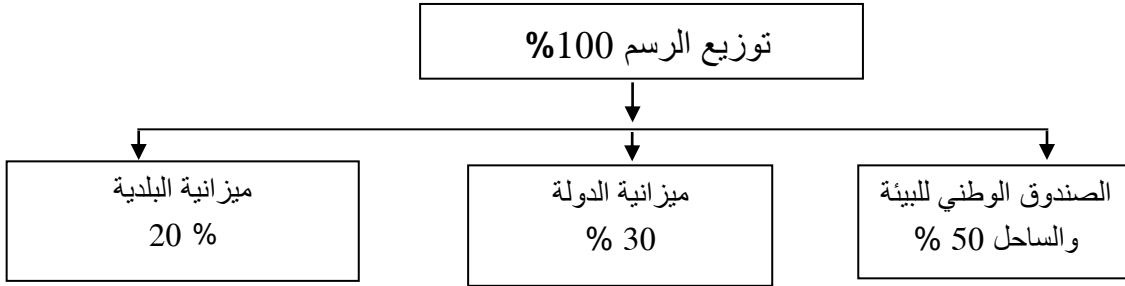 توزيع الرسم 100%
الصندوق الوطني للبيئة
والساحل 50 %
ميزانية الدولة
30 %
ميزانية البلدية
20 %